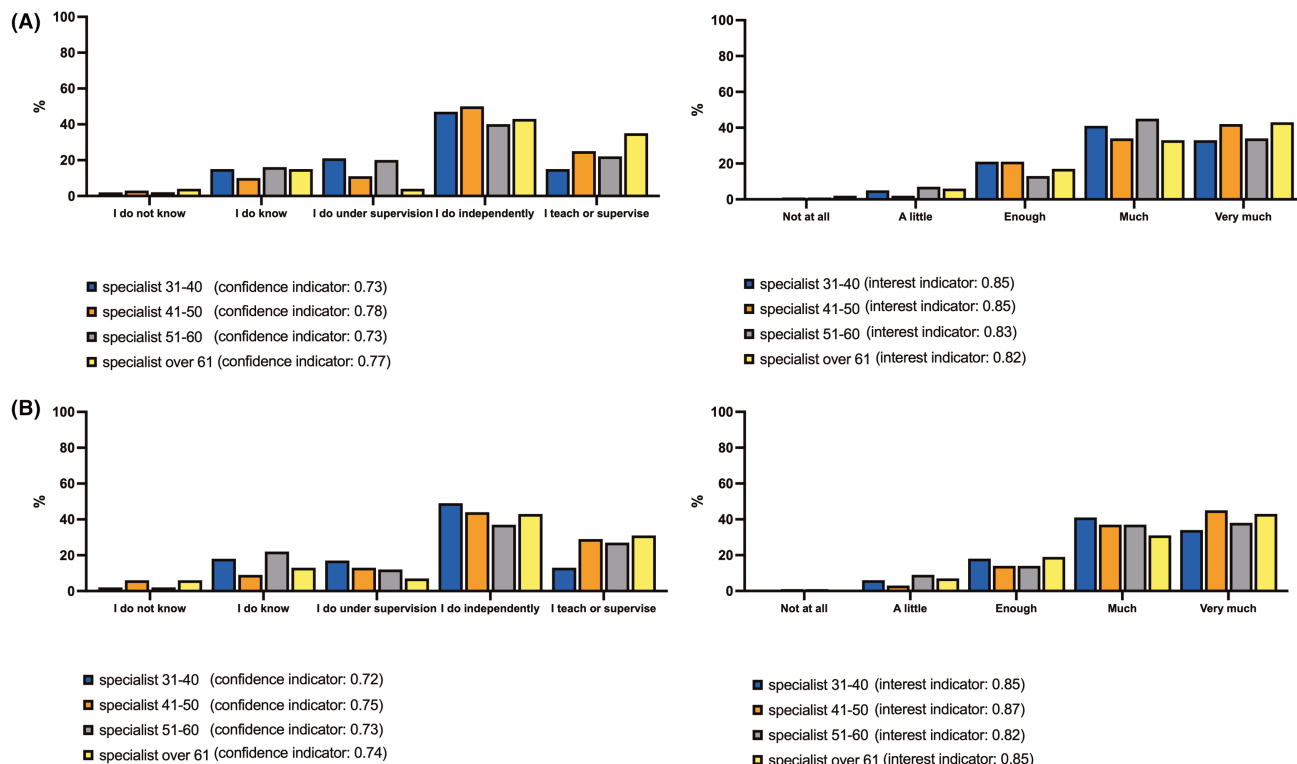 (A)
100
80
60
40
20
0
%
I do not know I do know I do under supervision I do independently I teach or supervise
specialist 31-40 (confidence indicator: 0.73)
specialist 41-50 (confidence indicator: 0.78)
specialist 51-60 (confidence indicator: 0.73)
specialist over 61 (confidence indicator: 0.77)
100
80
60
40
20
0
%
Not at all A little Enough Much Very much
specialist 31-40 (interest indicator: 0.85)
specialist 41-50 (interest indicator: 0.85)
specialist 51-60 (interest indicator: 0.83)
specialist over 61 (interest indicator: 0.82)
(B)
100
80
60
40
20
0
%
I do not know I do know I do under supervision I do independently I teach or supervise
specialist 31-40 (confidence indicator: 0.72)
specialist 41-50 (confidence indicator: 0.75)
specialist 51-60 (confidence indicator: 0.73)
specialist over 61 (confidence indicator: 0.74)
100
80
60
40
20
0
%
Not at all A little Enough Much Very much
specialist 31-40 (interest indicator: 0.85)
specialist 41-50 (interest indicator: 0.87)
specialist 51-60 (interest indicator: 0.82)
specialist over 61 (interest indicator: 0.85)